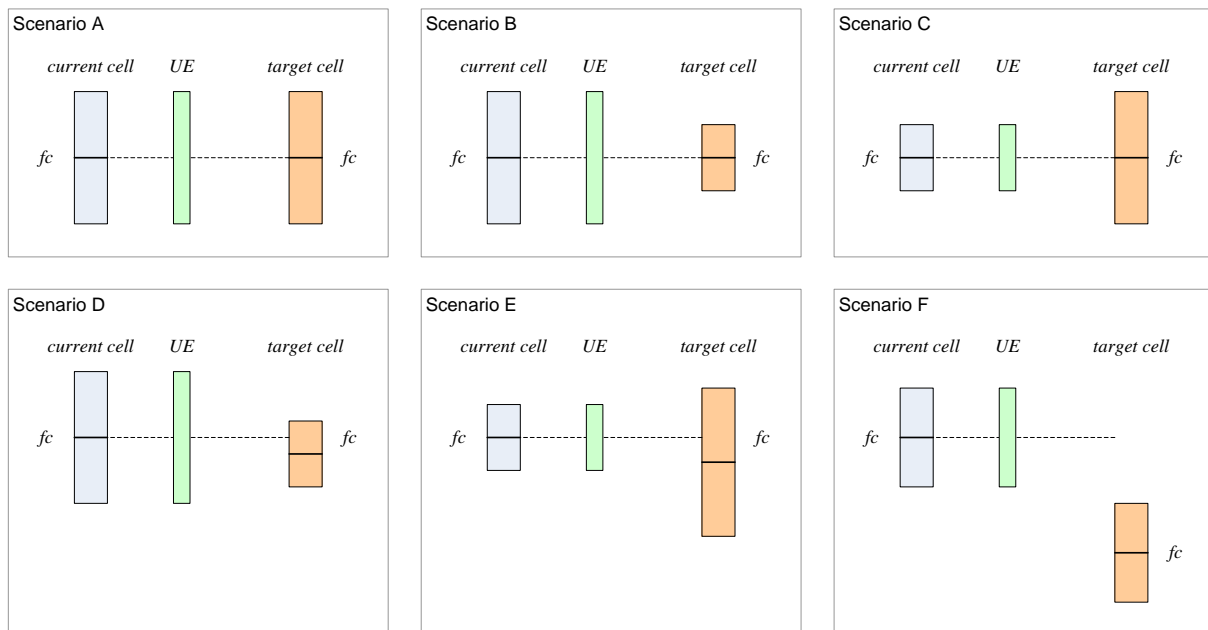 Scenario A
current cell UE target cell
fc fc
Scenario B
current cell UE target cell
fc fc
Scenario C
current cell UE target cell
fc fc
Scenario D
current cell UE target cell
fc fc
Scenario E
current cell UE target cell
fc fc
Scenario F
current cell UE target cell
fc
fc